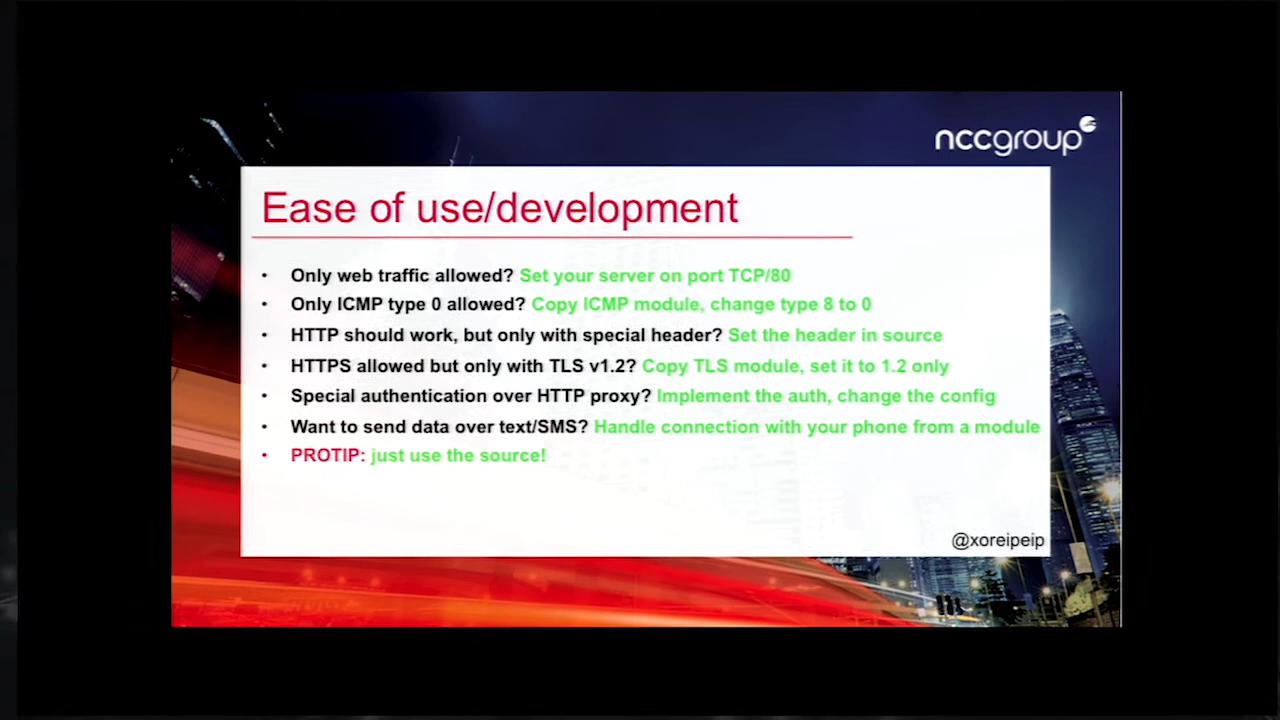 nccgroup
Ease of use/development
• Only web traffic allowed? Set your server on port TCP/80
• Only ICMP type 0 allowed? Copy ICMP module, change type 8 to 0
• HTTP should work, but only with special header? Set the header in source
• HTTPS allowed but only with TLS v1.2? Copy TLS module, set it to 1.2 only
• Special authentication over HTTP proxy? Implement the auth, change the config
• Want to send data over text/SMS? Handle connection with your phone from a module
• PROTIP: just use the source!
@xoreipeip